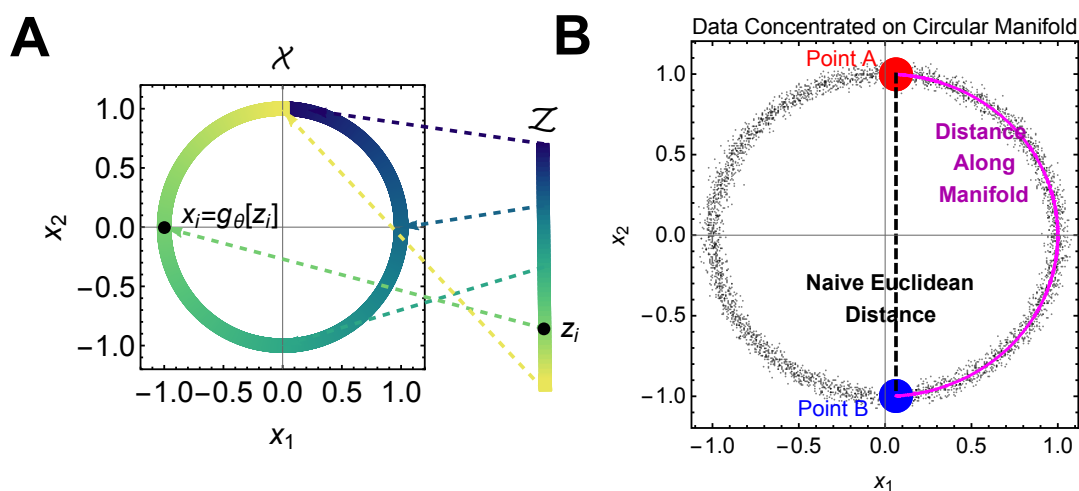 A
𝒳
1.0
0.5
0.0
−0.5
−1.0
−1.0 −0.5 0.0 0.5 1.0
x₂
x₁
xᵢ=g_θ[zᵢ]
𝒵
zᵢ
B
Data Concentrated on Circular Manifold
Point A
Distance
Along
Manifold
Naive Euclidean
Distance
Point B
1.0
0.5
0.0
−0.5
−1.0
−1.0 −0.5 0.0 0.5 1.0
x₂
x₁